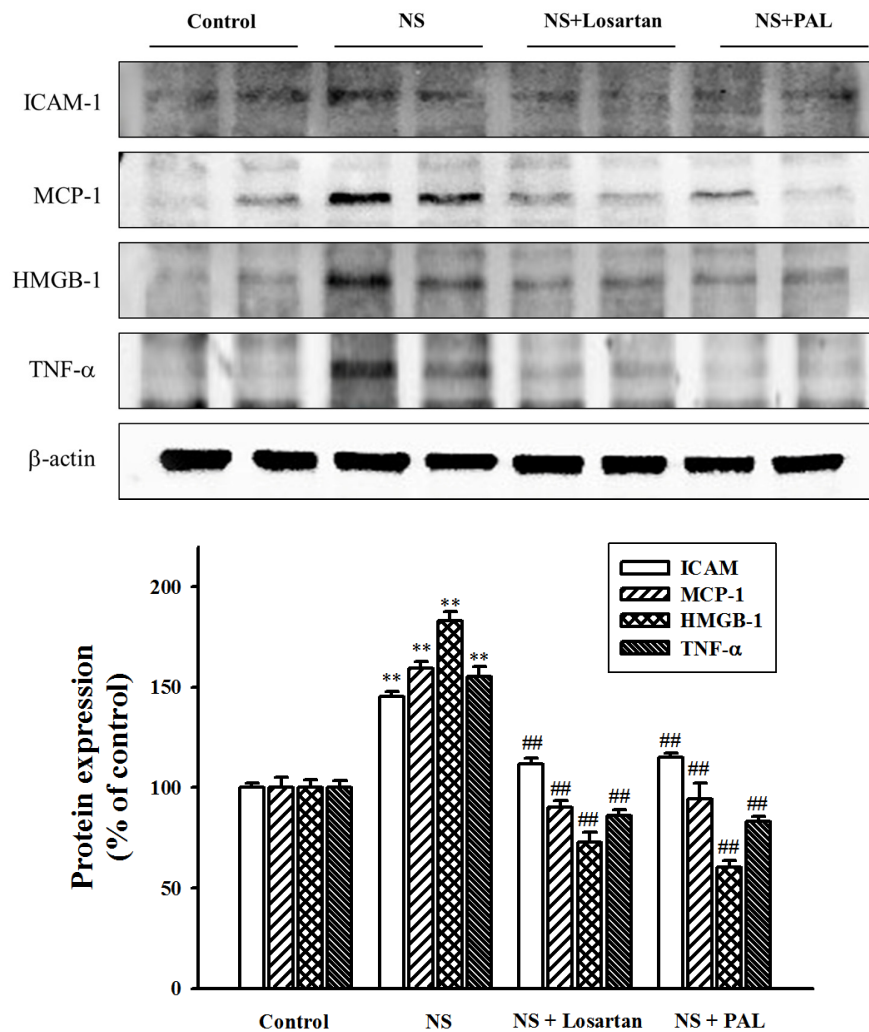 Control NS NS+Losartan NS+PAL
ICAM-1
MCP-1
HMGB-1
TNF-α
β-actin
Protein expression
(% of control)
200
150
100
50
0
ICAM
MCP-1
HMGB-1
TNF-α
** ** ** **
## ## ## ##
## ## ## ##
Control NS NS + Losartan NS + PAL